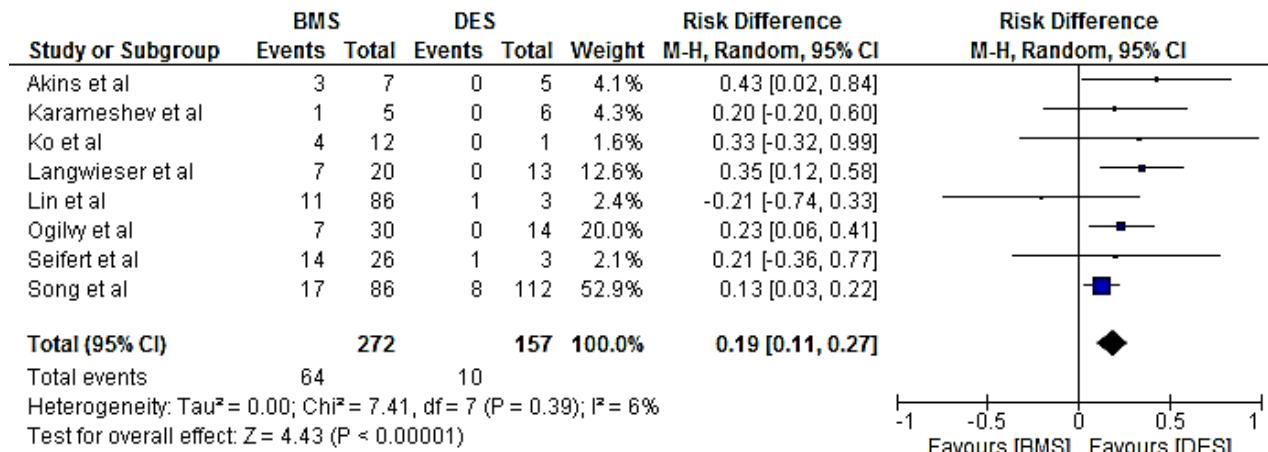 BMS DES Risk Difference Risk Difference
Study or Subgroup Events Total Events Total Weight M-H, Random, 95% CI M-H, Random, 95% CI
Akins et al 3 7 0 5 4.1% 0.43 [0.02, 0.84]
Karameshev et al 1 5 0 6 4.3% 0.20 [-0.20, 0.60]
Ko et al 4 12 0 1 1.6% 0.33 [-0.32, 0.99]
Langwieser et al 7 20 0 13 12.6% 0.35 [0.12, 0.58]
Lin et al 11 86 1 3 2.4% -0.21 [-0.74, 0.33]
Ogilvy et al 7 30 0 14 20.0% 0.23 [0.06, 0.41]
Seifert et al 14 26 1 3 2.1% 0.21 [-0.36, 0.77]
Song et al 17 86 8 112 52.9% 0.13 [0.03, 0.22]
Total (95% CI) 272 157 100.0% 0.19 [0.11, 0.27]
Total events 64 10
Heterogeneity: Tau² = 0.00; Chi² = 7.41, df = 7 (P = 0.39); I² = 6%
Test for overall effect: Z = 4.43 (P < 0.00001)
-1 -0.5 0 0.5 1
Favours [BMS] Favours [DES]